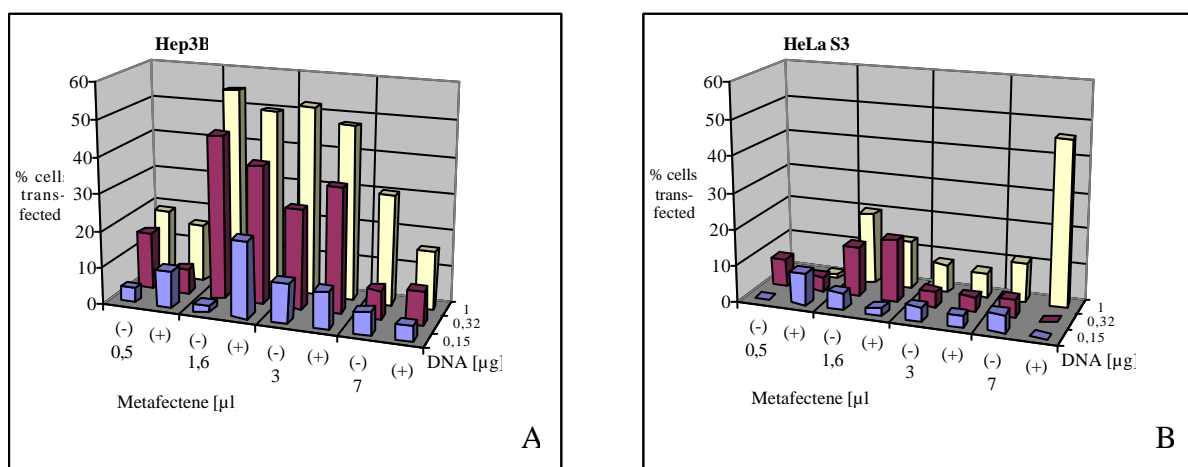 Hep3B
60
50
40
30
20
10
0
% cells
trans-
fected
(-) (+) (-) (+) (-) (+) (-) (+)
0,5 1,6 3 7
1
0,32
0,15
DNA [µg]
Metafectene [µl
A
HeLa S3
60
50
40
30
20
10
0
% cells
trans-
fected
(-) (+) (-) (+) (-) (+) (-) (+)
0,5 1,6 3 7
1
0,32
0,15
DNA [µg]
Metafectene [µl
B